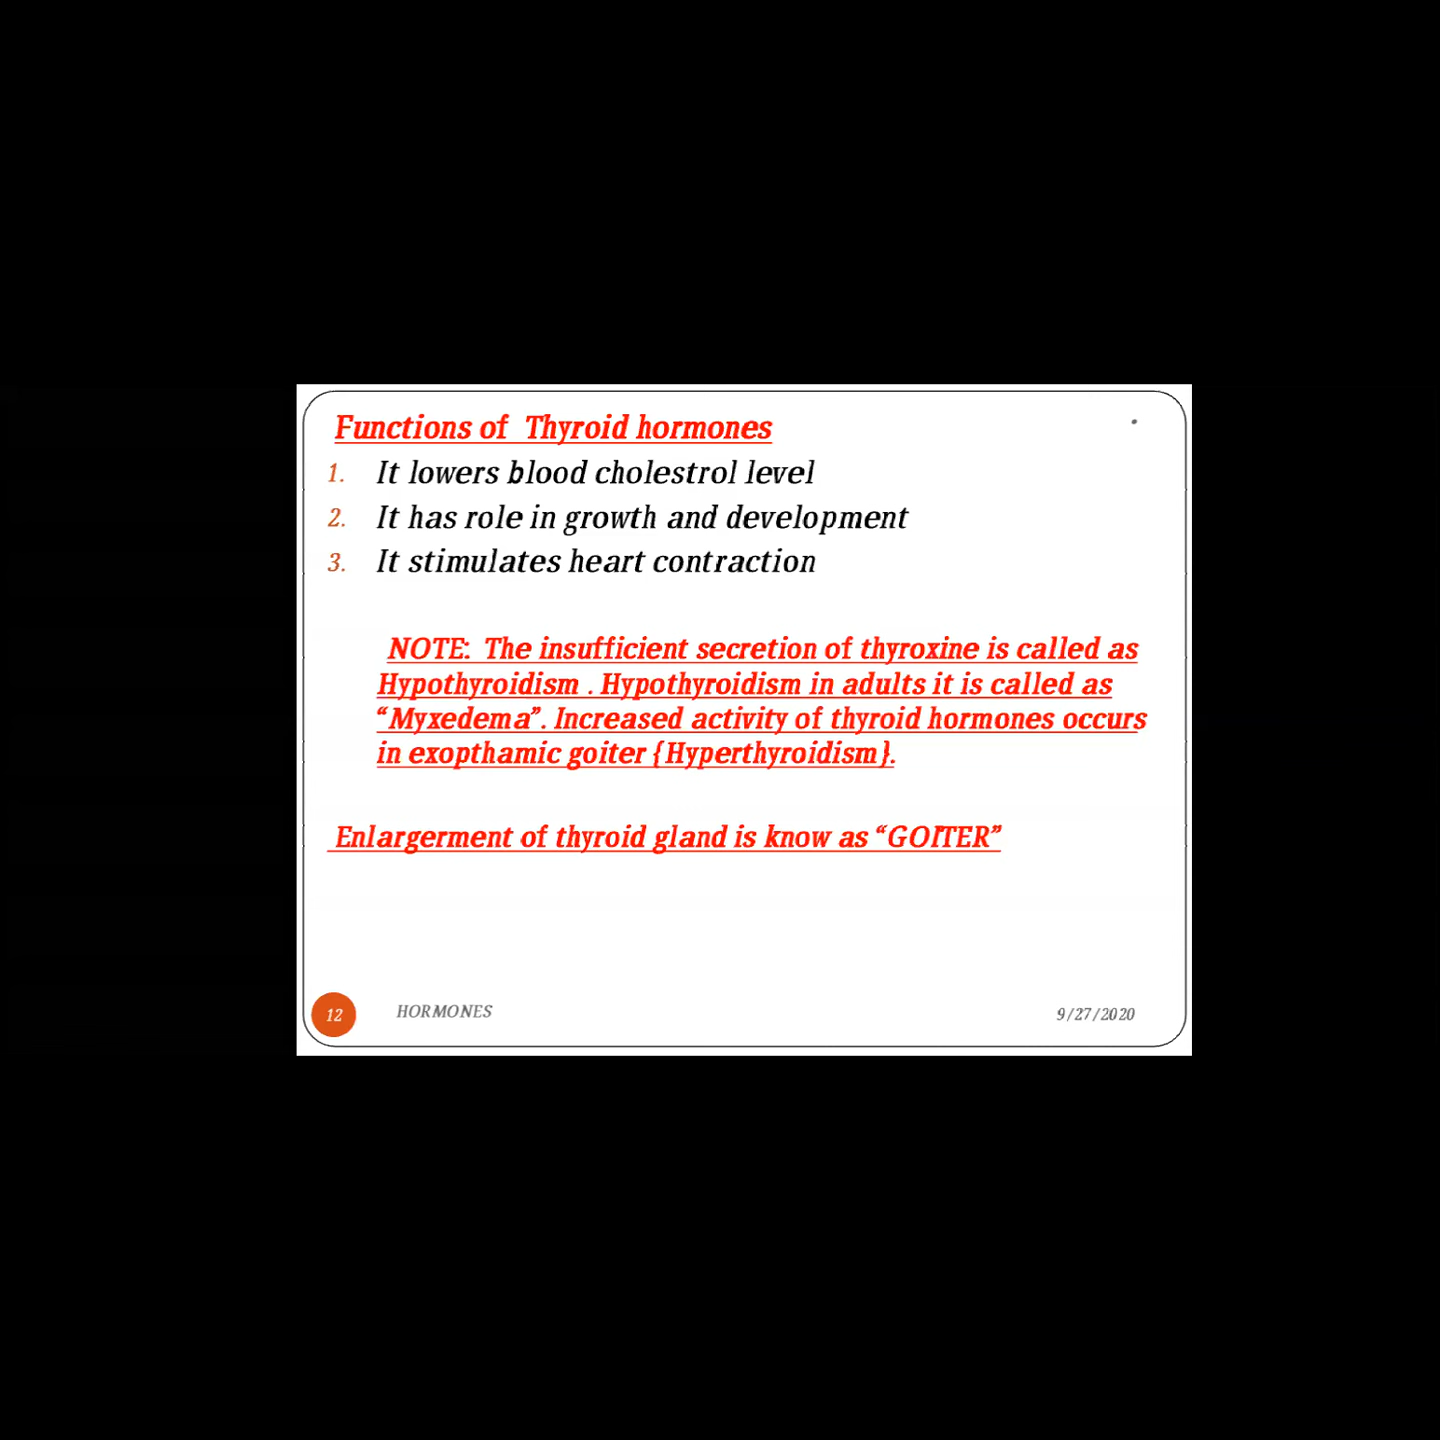 Functions of Thyroid hormones
1. It lowers blood cholestrol level
2. It has role in growth and development
3. It stimulates heart contraction
NOTE: The insufficient secretion of thyroxine is called as
Hypothyroidism . Hypothyroidism in adults it is called as
“Myxedema”. Increased activity of thyroid hormones occurs
in exopthamic goiter {Hyperthyroidism}.
Enlargerment of thyroid gland is know as “GOITER”
12 HORMONES 9/27/2020